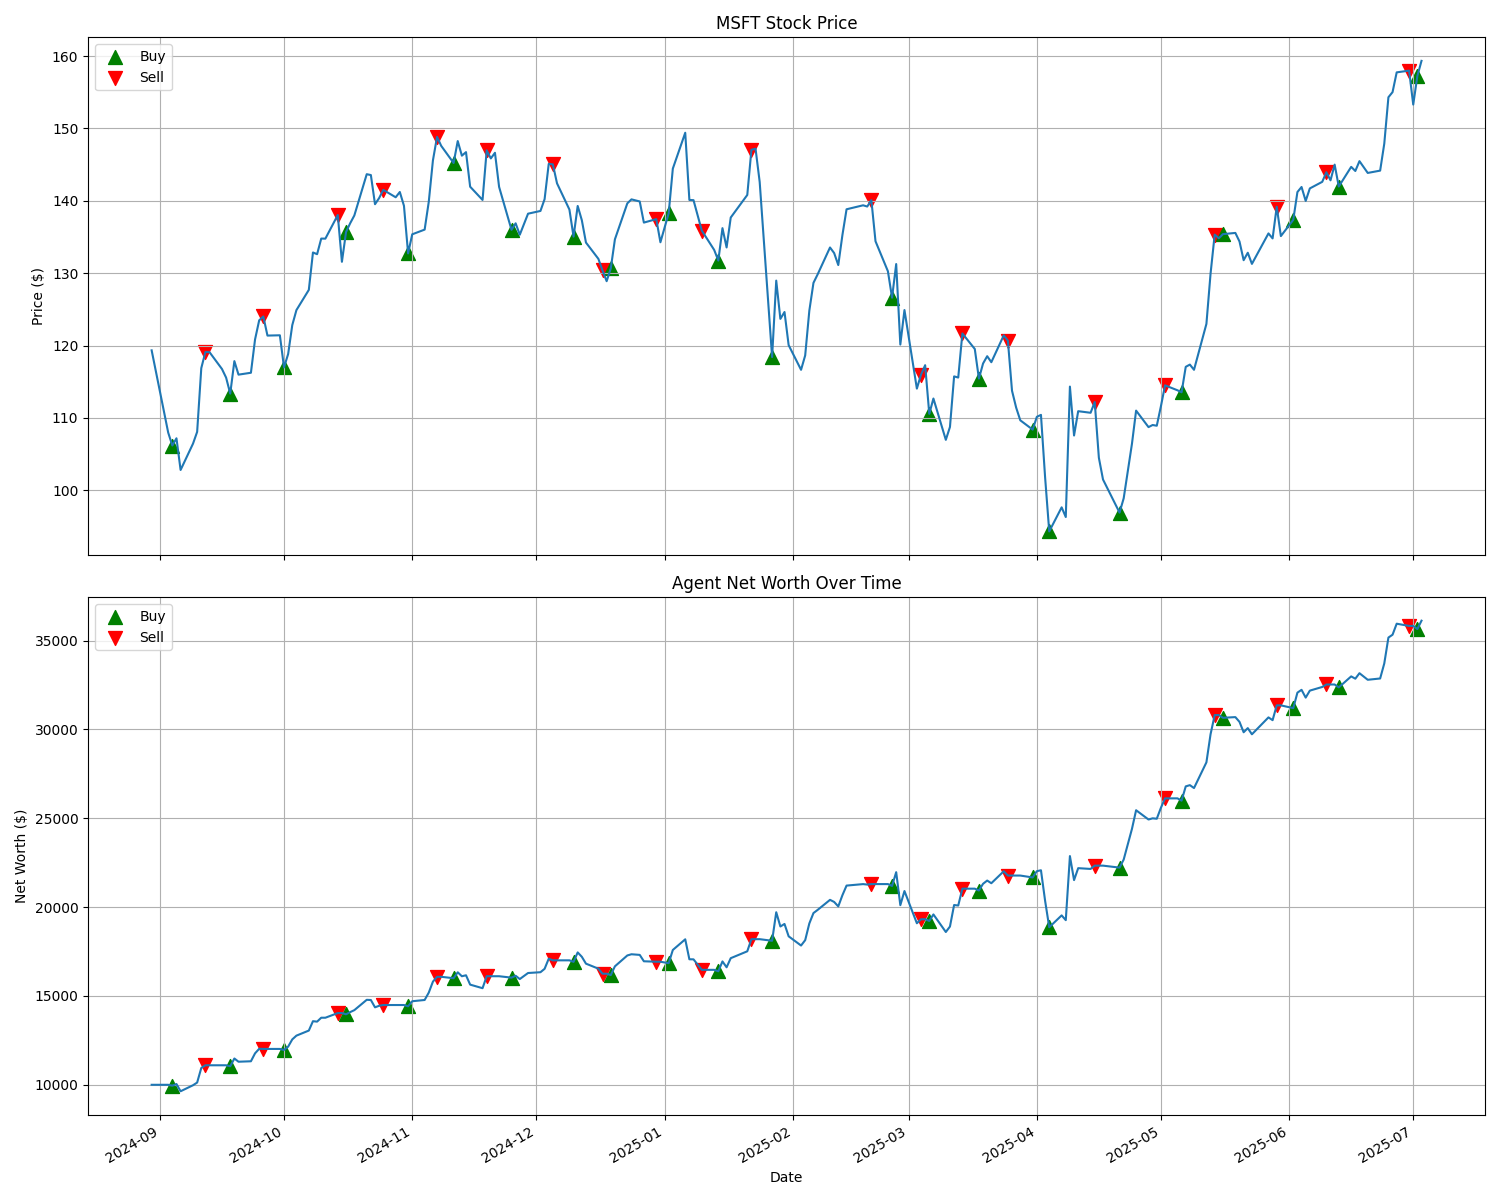 MSFT Stock Price
Buy
Sell
Price ($)
160
150
140
130
120
110
100
Agent Net Worth Over Time
Buy
Sell
Net Worth ($)
35000
30000
25000
20000
15000
10000
2024-09
2024-10
2024-11
2024-12
2025-01
2025-02
2025-03
2025-04
2025-05
2025-06
2025-07
Date